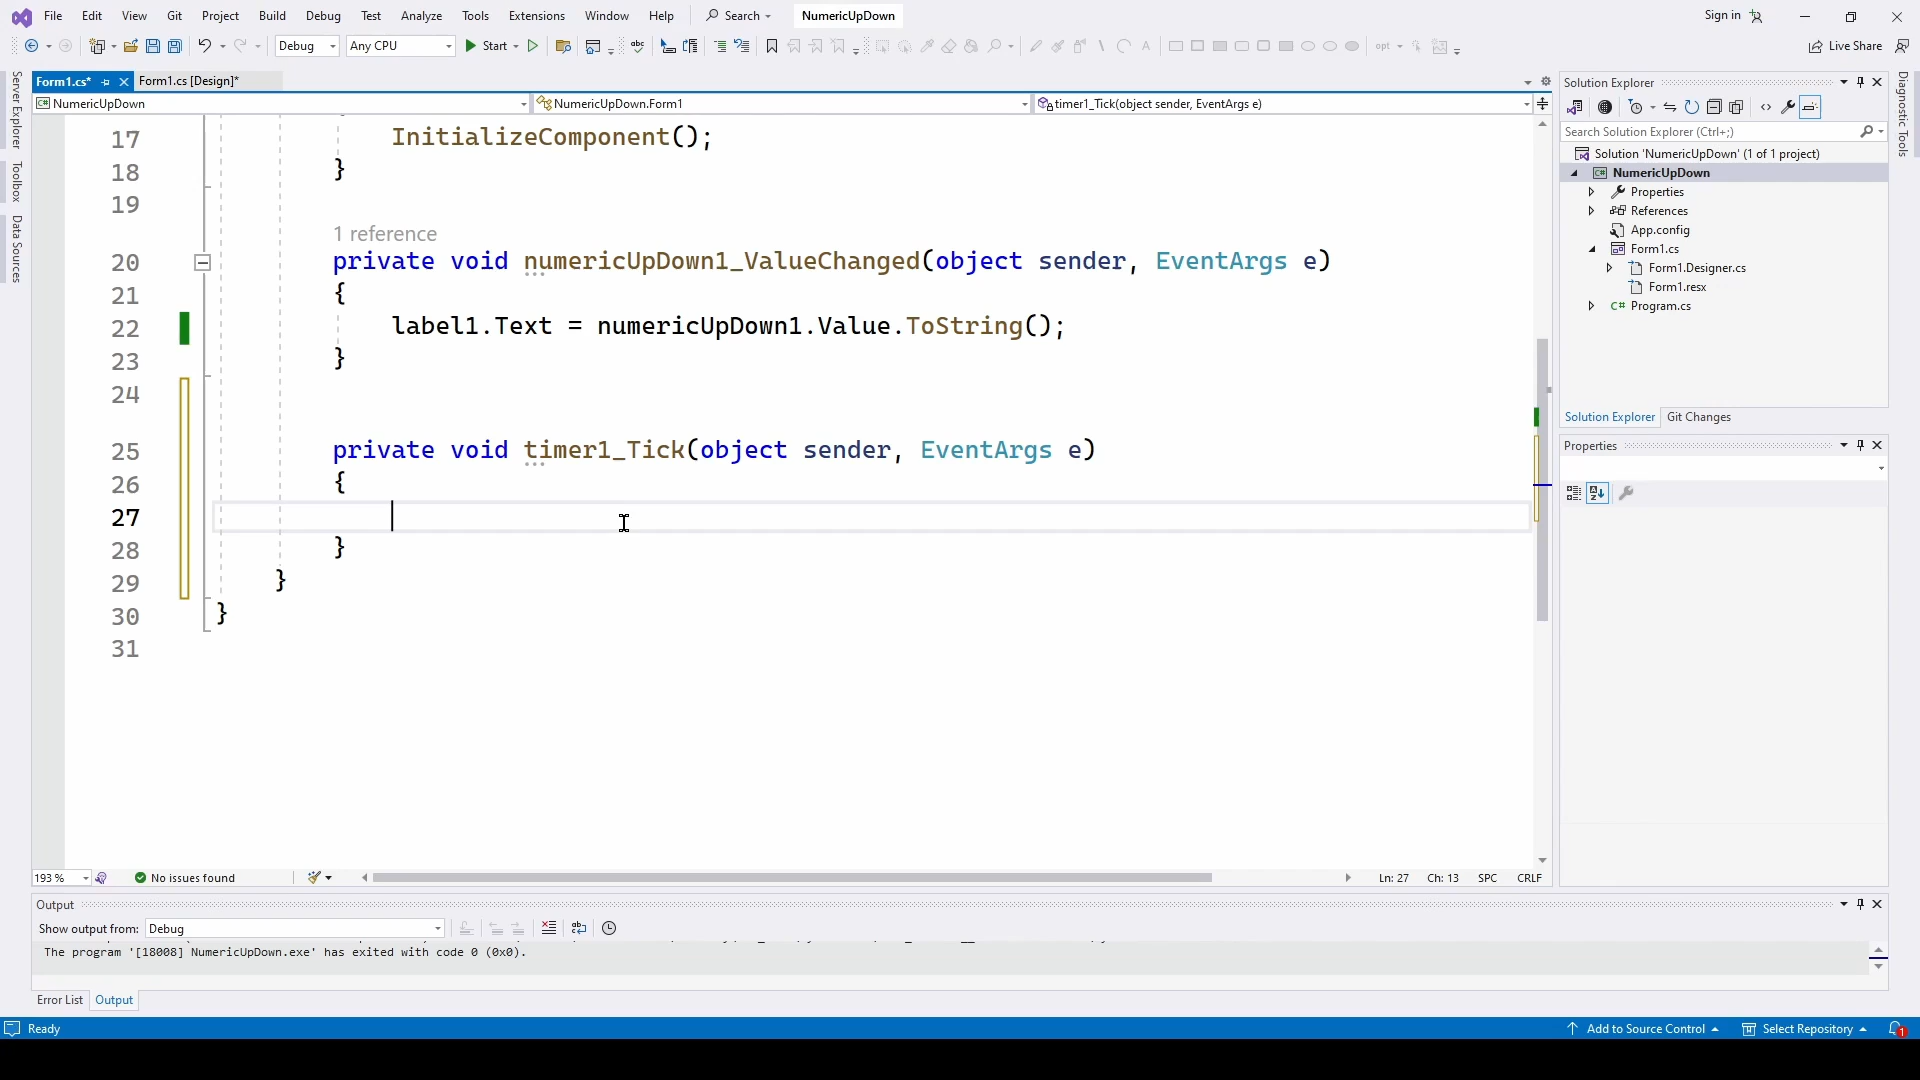 File Edit View Git Project Build Debug Test Analyze Tools Extensions Window Help Search NumericUpDown Sign in
Debug Any CPU Start Live Share
Form1.cs* Form1.cs [Design]*
NumericUpDown NumericUpDown.Form1 timer1_Tick(object sender, EventArgs e)
Server Explorer
Toolbox
Data Sources
17 InitializeComponent();
18 }
19
1 reference
20 private void numericUpDown1_ValueChanged(object sender, EventArgs e)
21 {
22 label1.Text = numericUpDown1.Value.ToString();
23 }
24
25 private void timer1_Tick(object sender, EventArgs e)
26 {
27
28 }
29 }
30 }
31
193 % No issues found Ln: 27 Ch: 13 SPC CRLF
Solution Explorer
Search Solution Explorer (Ctrl+;)
Solution 'NumericUpDown' (1 of 1 project)
NumericUpDown
Properties
References
App.config
Form1.cs
Form1.Designer.cs
Form1.resx
C# Program.cs
Solution Explorer Git Changes
Properties
Diagnostic Tools
Output
Show output from: Debug
The program '[18008] NumericUpDown.exe' has exited with code 0 (0x0).
Error List Output
Ready Add to Source Control Select Repository 1